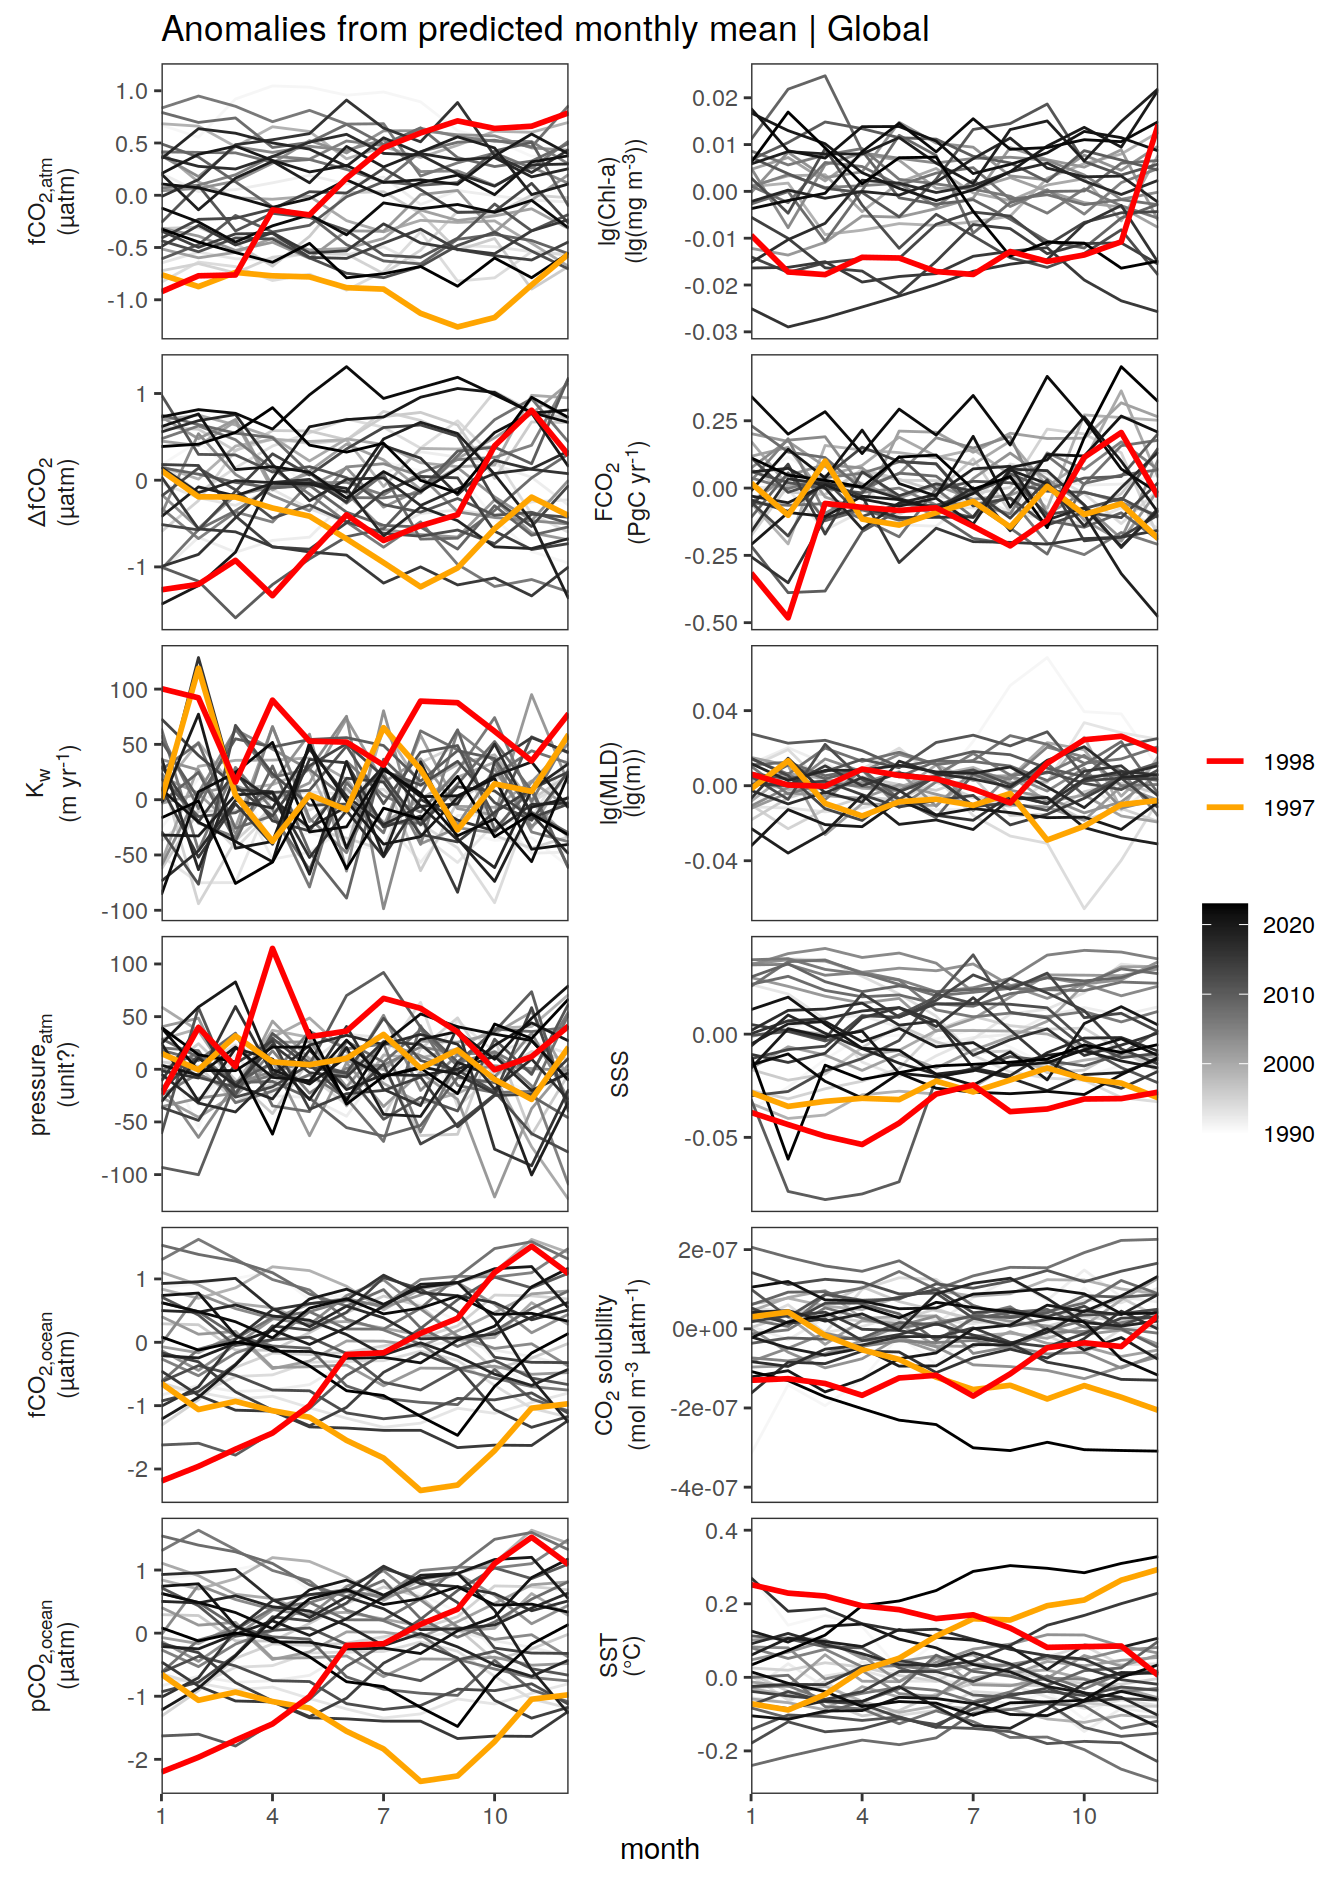 Anomalies from predicted monthly mean | Global
fCO2,atm
(µatm)
1.0
0.5
0.0
-0.5
-1.0
lg(Chl-a)
(lg(mg m-3))
0.02
0.01
0.00
-0.01
-0.02
-0.03
ΔfCO2
(µatm)
1
0
-1
FCO2
(PgC yr-1)
0.25
0.00
-0.25
-0.50
Kw
(m yr-1)
100
50
0
-50
-100
lg(MLD)
(lg(m))
0.04
0.00
-0.04
pressureatm
(unit?)
100
50
0
-50
-100
SSS
0.00
-0.05
fCO2,ocean
(µatm)
1
0
-1
-2
CO2 solubility
(mol m-3 µatm-1)
2e-07
0e+00
-2e-07
-4e-07
pCO2,ocean
(µatm)
1
0
-1
-2
SST
(°C)
0.4
0.2
0.0
-0.2
1 4 7 10
1 4 7 10
month
1998
1997
2020
2010
2000
1990